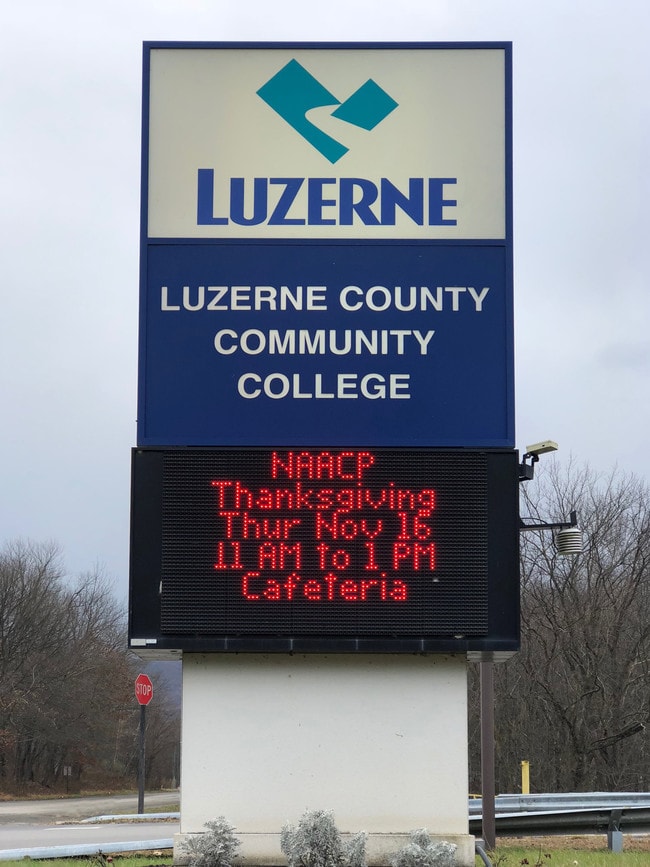 LUZERNE
LUZERNE COUNTY
COMMUNITY
COLLEGE
NAACP
Thanksgiving
Thur Nov 16
11 AM to 1 PM
Cafeteria
STOP